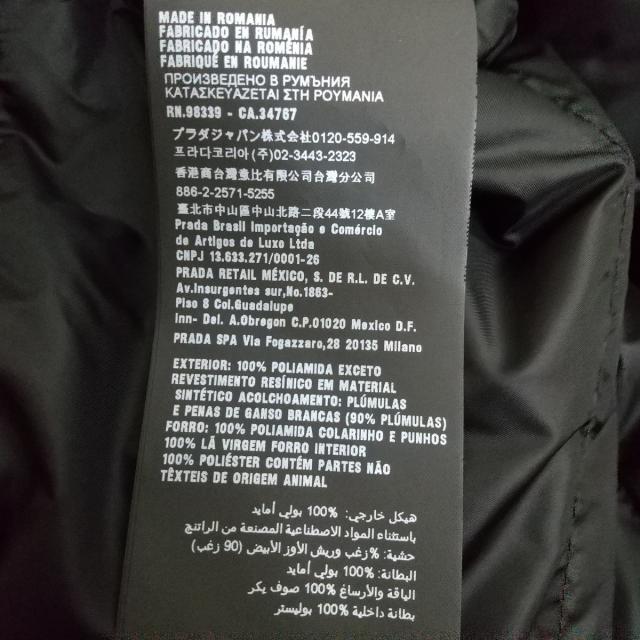 MADE IN ROMANIA
FABRICADO EN RUMANÍA
FABRICADO NA ROMÊNIA
FABRIQUÉ EN ROUMANIE
ПРОИЗВЕДЕНО В РУМЪНИЯ
ΚΑΤΑΣΚΕΥΑΖΕΤΑΙ ΣΤΗ ΡΟΥΜΑΝΙΑ
RN.98339 - CA.34767
プラダジャパン株式会社0120-559-914
프라다코리아(주)02-3443-2323
香港商台灣意比有限公司台灣分公司
886-2-2571-5255
臺北市中山區中山北路二段44號12樓A室
Prada Brasil Importação e Comércio
de Artigos de Luxo Ltda
CNPJ 13.633.271/0001-26
PRADA RETAIL MÉXICO, S. DE R.L. DE C.V.
Av.Insurgentes sur,No.1863-
Piso 8 Col.Guadalupe
Inn- Del. A.Obregon C.P.01020 Mexico D.F.
PRADA SPA Via Fogazzaro,28 20135 Milano
EXTERIOR: 100% POLIAMIDA EXCETO
REVESTIMENTO RESÍNICO EM MATERIAL
SINTÉTICO ACOLCHOAMENTO: PLÚMULAS
E PENAS DE GANSO BRANCAS (90% PLÚMULAS)
FORRO: 100% POLIAMIDA COLARINHO E PUNHOS
100% LÃ VIRGEM FORRO INTERIOR
100% POLIÉSTER CONTÊM PARTES NÃO
TÊXTEIS DE ORIGEM ANIMAL
هيكل خارجي: 100% بولي أمايد
باستثناء المواد الاصطناعية المصنعة من الراتنج
حشية: % زغب وريش الأوز الأبيض (90 زغب)
البطانة: 100% بولي أمايد
الياقة والأرساغ 100% صوف بكر
بطانة داخلية 100% بوليستر